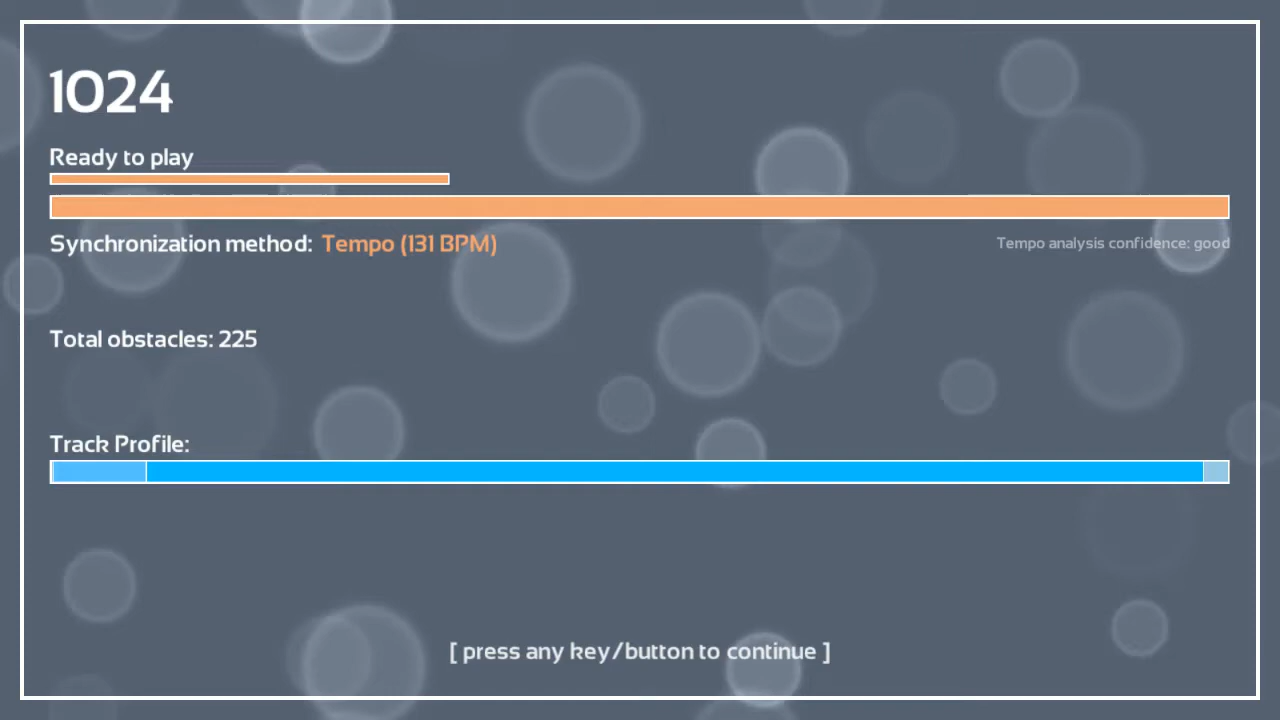 1024
Ready to play
Synchronization method: Tempo (131 BPM)
Tempo analysis confidence: good
Total obstacles: 225
Track Profile:
[ press any key/button to continue ]